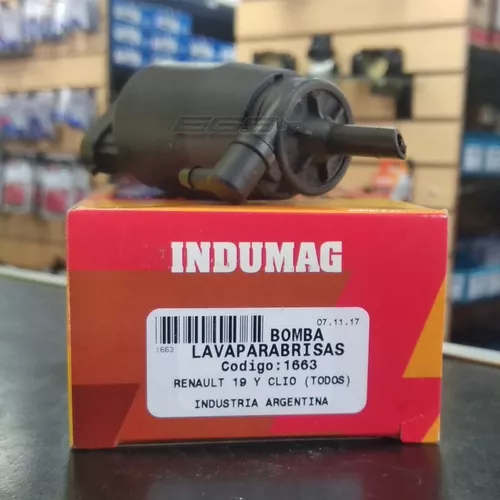 INDUMAG
07.11.17
1663
BOMBA
LAVAPARABRISAS
Codigo:1663
RENAULT 19 Y CLIO (TODOS)
INDUSTRIA ARGENTINA